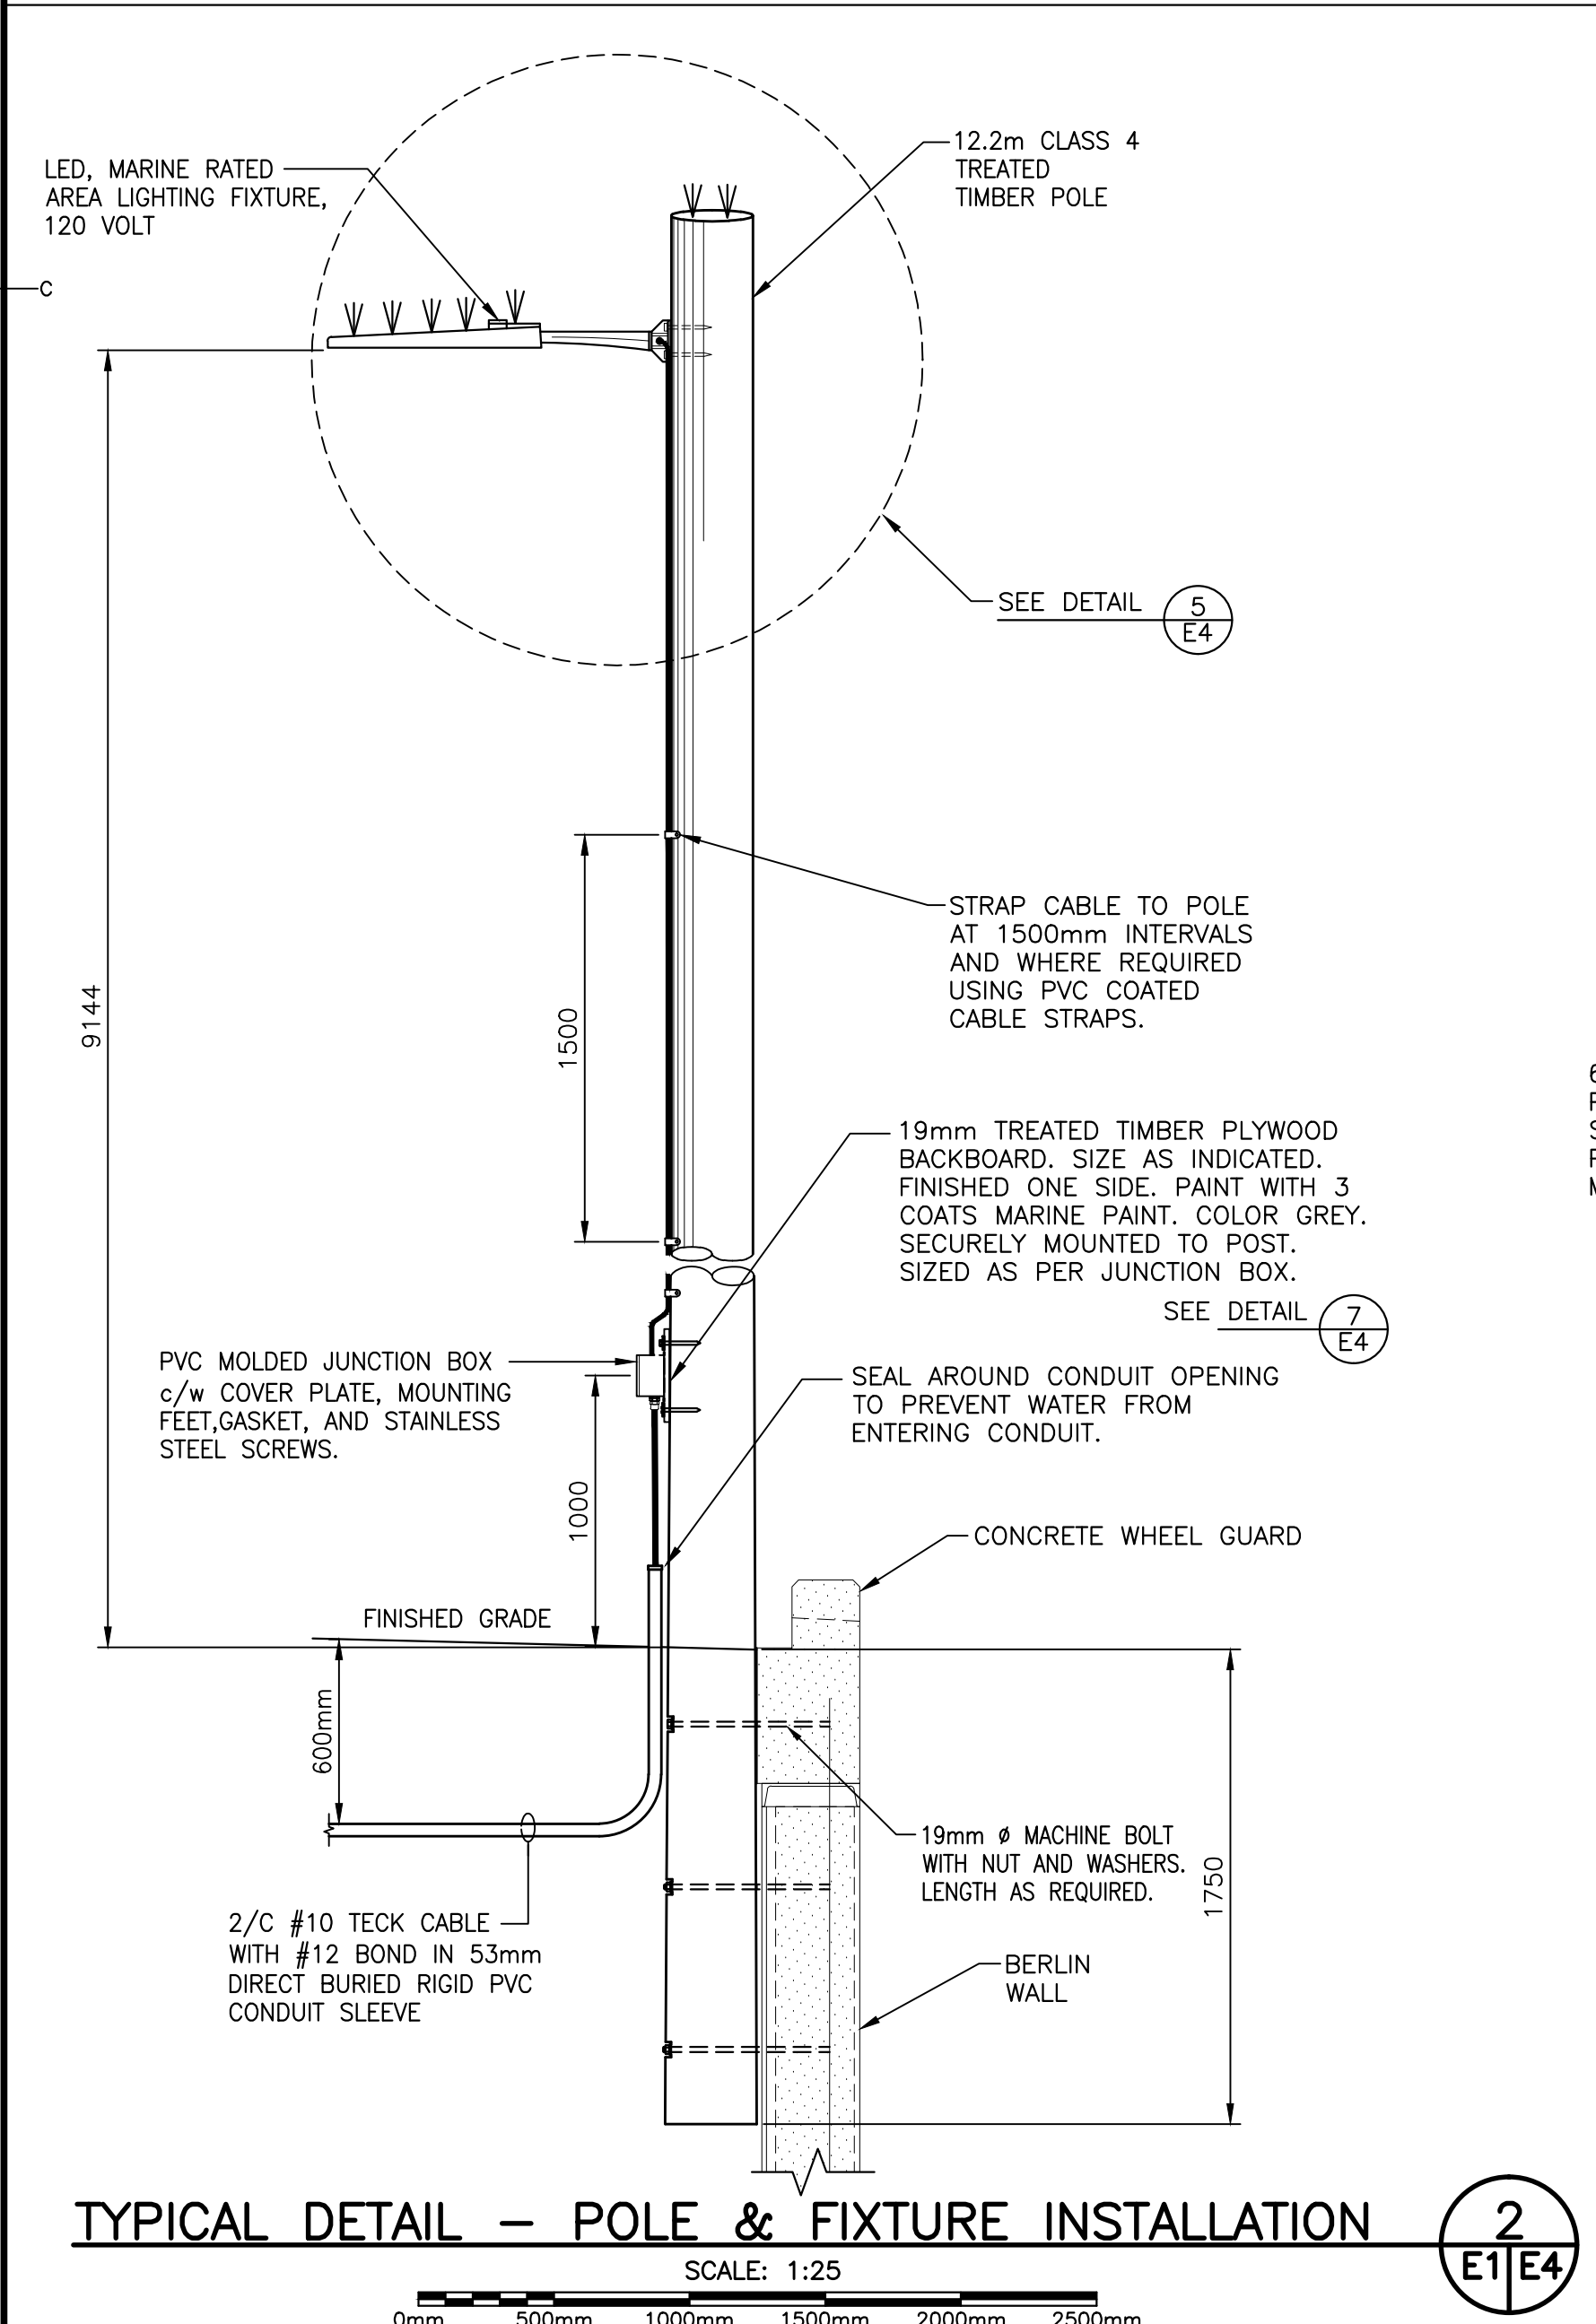 LED, MARINE RATED
AREA LIGHTING FIXTURE,
120 VOLT
12.2m CLASS 4
TREATED
TIMBER POLE
C
SEE DETAIL
5
E4
9144
1500
STRAP CABLE TO POLE
AT 1500mm INTERVALS
AND WHERE REQUIRED
USING PVC COATED
CABLE STRAPS.
19mm TREATED TIMBER PLYWOOD
BACKBOARD. SIZE AS INDICATED.
FINISHED ONE SIDE. PAINT WITH 3
COATS MARINE PAINT. COLOR GREY.
SECURELY MOUNTED TO POST.
SIZED AS PER JUNCTION BOX.
SEE DETAIL
7
E4
PVC MOLDED JUNCTION BOX
c/w COVER PLATE, MOUNTING
FEET,GASKET, AND STAINLESS
STEEL SCREWS.
SEAL AROUND CONDUIT OPENING
TO PREVENT WATER FROM
ENTERING CONDUIT.
1000
CONCRETE WHEEL GUARD
FINISHED GRADE
600mm
19mm ø MACHINE BOLT
WITH NUT AND WASHERS.
LENGTH AS REQUIRED.
1750
2/C #10 TECK CABLE
WITH #12 BOND IN 53mm
DIRECT BURIED RIGID PVC
CONDUIT SLEEVE
BERLIN
WALL
TYPICAL DETAIL – POLE & FIXTURE INSTALLATION
2
E1 E4
SCALE: 1:25
0mm 500mm 1000mm 1500mm 2000mm 2500mm